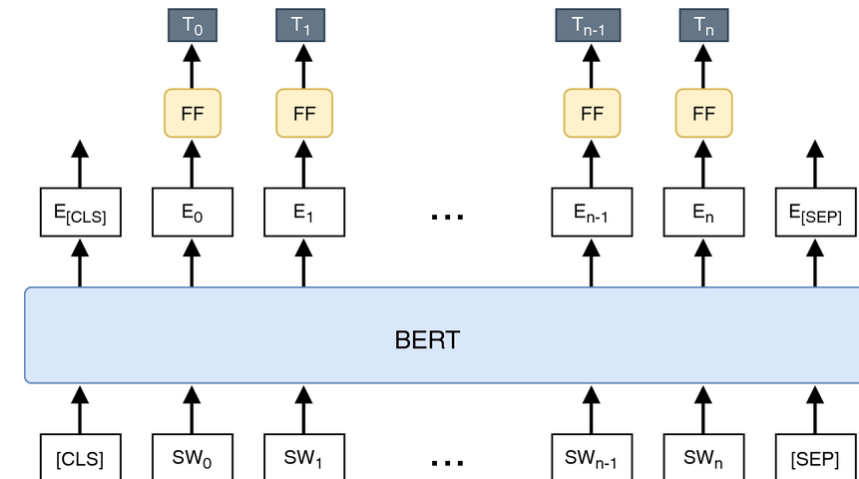 T0 T1 Tn-1 Tn
FF FF FF FF
E[CLS] E0 E1 ... En-1 En E[SEP]
BERT
[CLS] SW0 SW1 ... SWn-1 SWn [SEP]